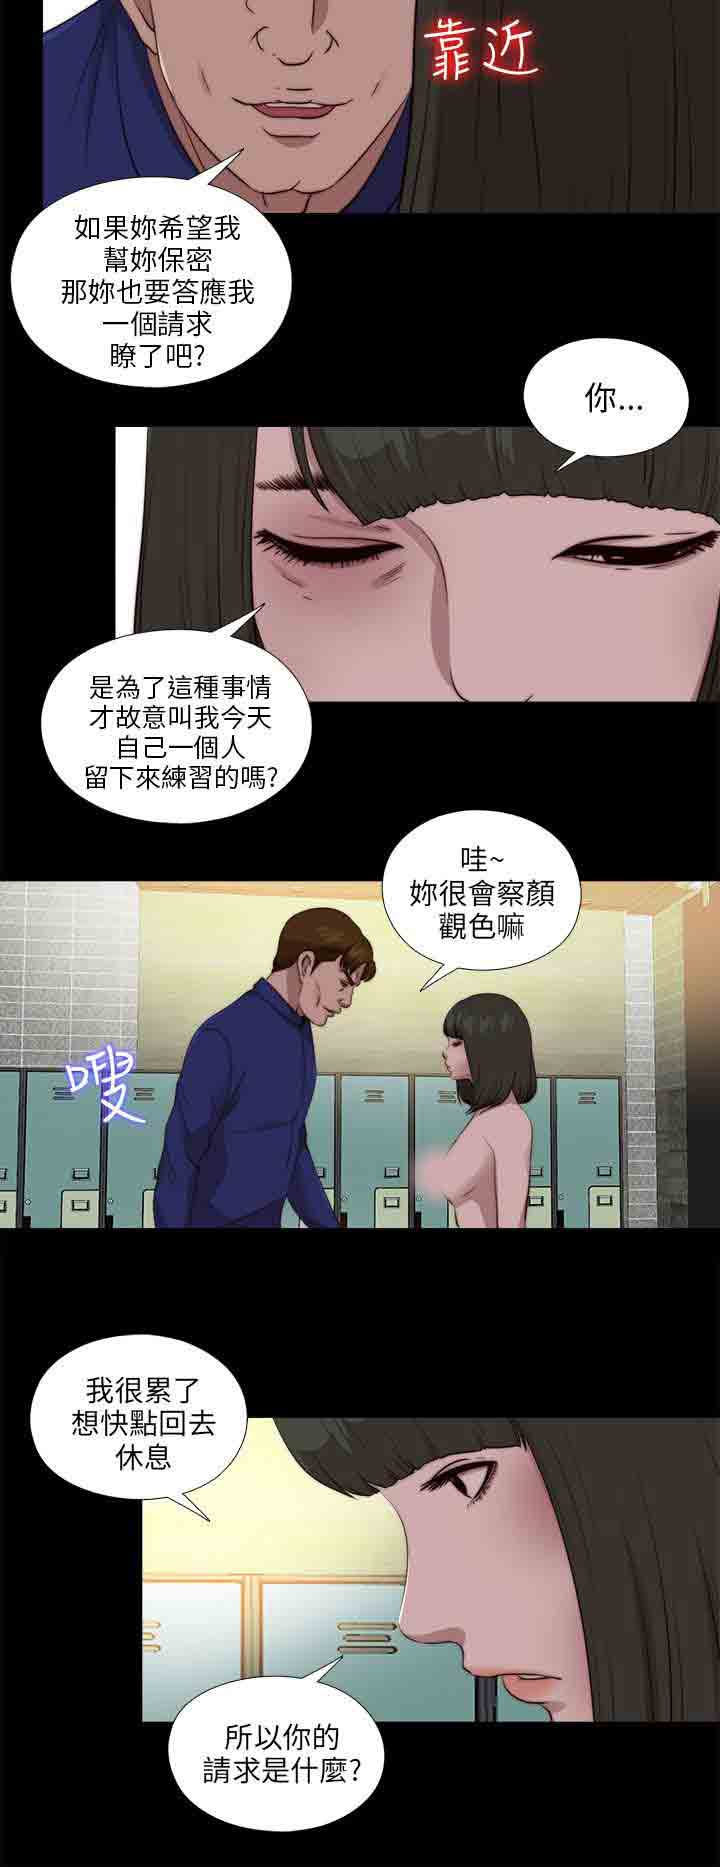 靠近
如果妳希望我
幫妳保密
那妳也要答應我
一個請求
瞭了吧?
你...
是為了這種事情
才故意叫我今天
自己一個人
留下來練習的嗎?
哇~
妳很會察顏
觀色嘛
嗖
我很累了
想快點回去
休息
所以你的
請求是什麼?